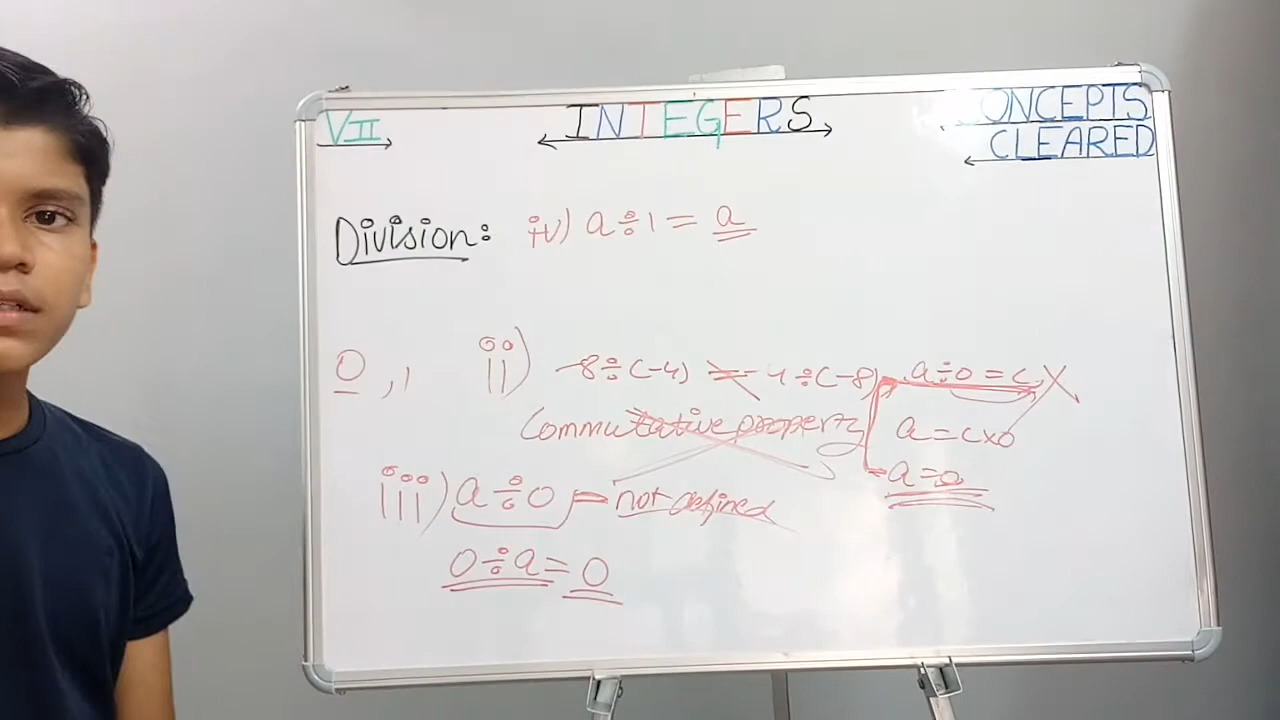 VII
INTEGERS
CONCEPTS
CLEARED
Division: iv) a÷1 = a
0 , 1
ii) -8÷(-4) = -4÷(-8)
Commutative property
a÷0 = c X
a = c×0
a = 0
iii) a÷0 = not defined
0÷a = 0